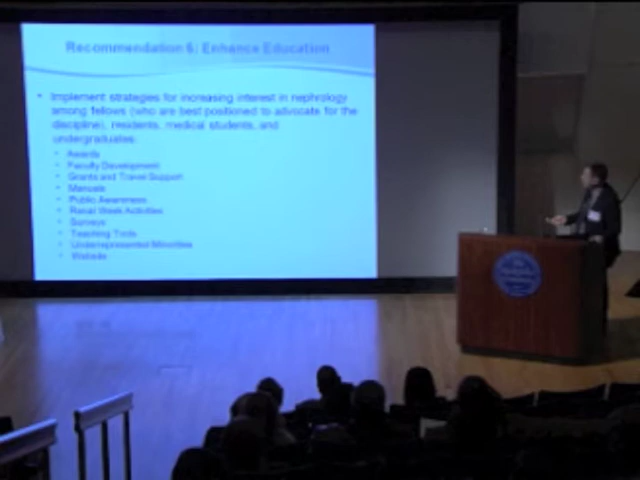 Recommendation 6: Enhance Education
• Implement strategies for increasing interest in nephrology
among fellows (who are best positioned to advocate for the
discipline), residents, medical students, and
undergraduates:
• Awards
• Faculty Development
• Grants and Travel Support
• Manuals
• Public Awareness
• Renal Week Activities
• Surveys
• Teaching Tools
• Underrepresented Minorities
• Website